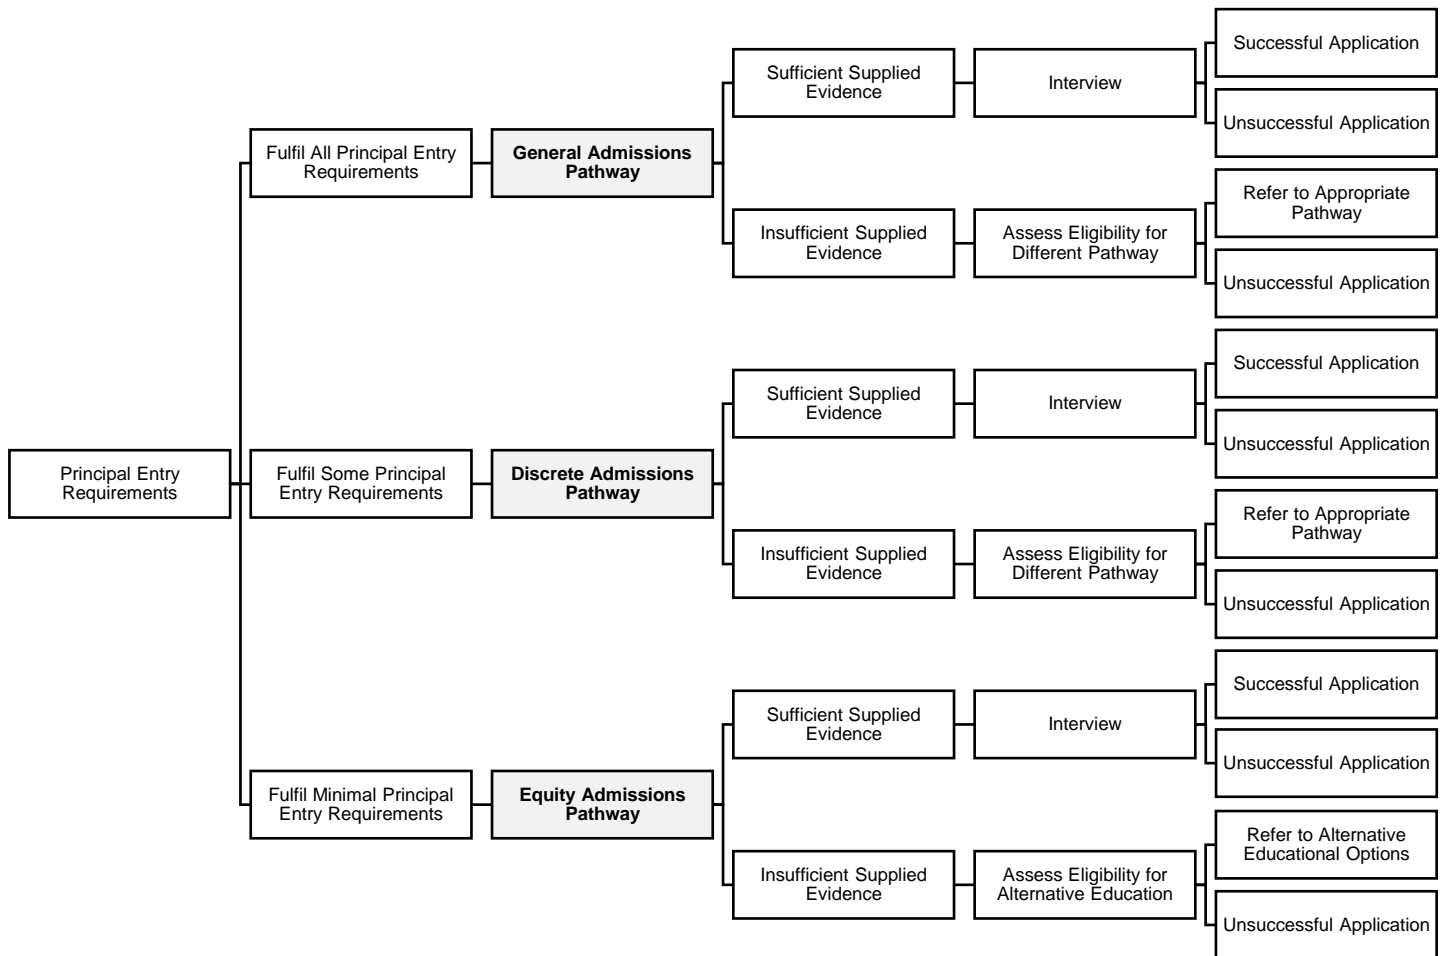 Principal Entry
Requirements
Fulfil All Principal Entry
Requirements
General Admissions
Pathway
Sufficient Supplied
Evidence
Interview
Successful Application
Unsuccessful Application
Insufficient Supplied
Evidence
Assess Eligibility for
Different Pathway
Refer to Appropriate
Pathway
Unsuccessful Application
Fulfil Some Principal
Entry Requirements
Discrete Admissions
Pathway
Sufficient Supplied
Evidence
Interview
Successful Application
Unsuccessful Application
Insufficient Supplied
Evidence
Assess Eligibility for
Different Pathway
Refer to Appropriate
Pathway
Unsuccessful Application
Fulfil Minimal Principal
Entry Requirements
Equity Admissions
Pathway
Sufficient Supplied
Evidence
Interview
Successful Application
Unsuccessful Application
Insufficient Supplied
Evidence
Assess Eligibility for
Alternative Education
Refer to Alternative
Educational Options
Unsuccessful Application